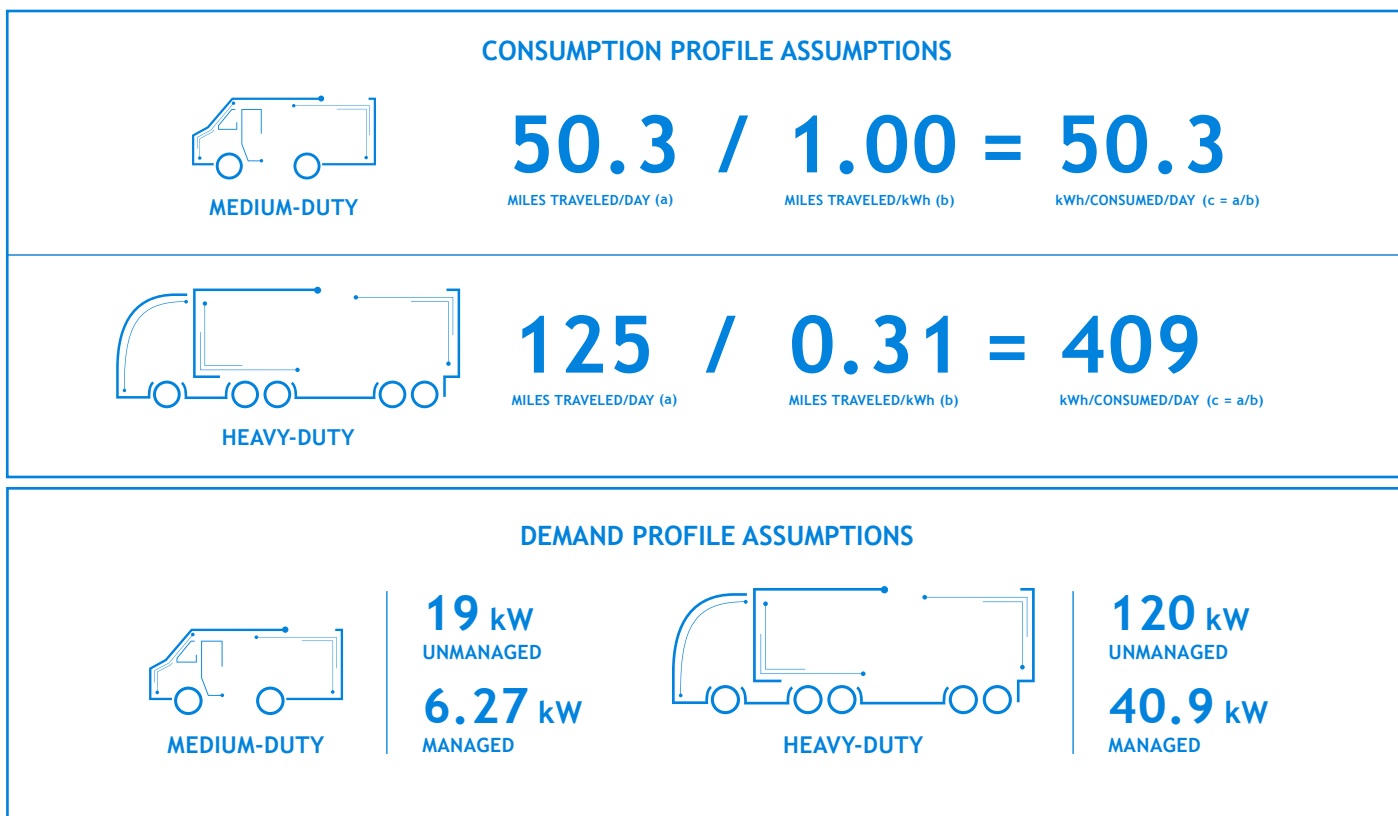 CONSUMPTION PROFILE ASSUMPTIONS
50.3 / 1.00 = 50.3
MILES TRAVELED/DAY (a) MILES TRAVELED/kWh (b) kWh/CONSUMED/DAY (c = a/b)
MEDIUM-DUTY
125 / 0.31 = 409
MILES TRAVELED/DAY (a) MILES TRAVELED/kWh (b) kWh/CONSUMED/DAY (c = a/b)
HEAVY-DUTY
DEMAND PROFILE ASSUMPTIONS
19 kW
UNMANAGED
6.27 kW
MANAGED
MEDIUM-DUTY
120 kW
UNMANAGED
40.9 kW
MANAGED
HEAVY-DUTY